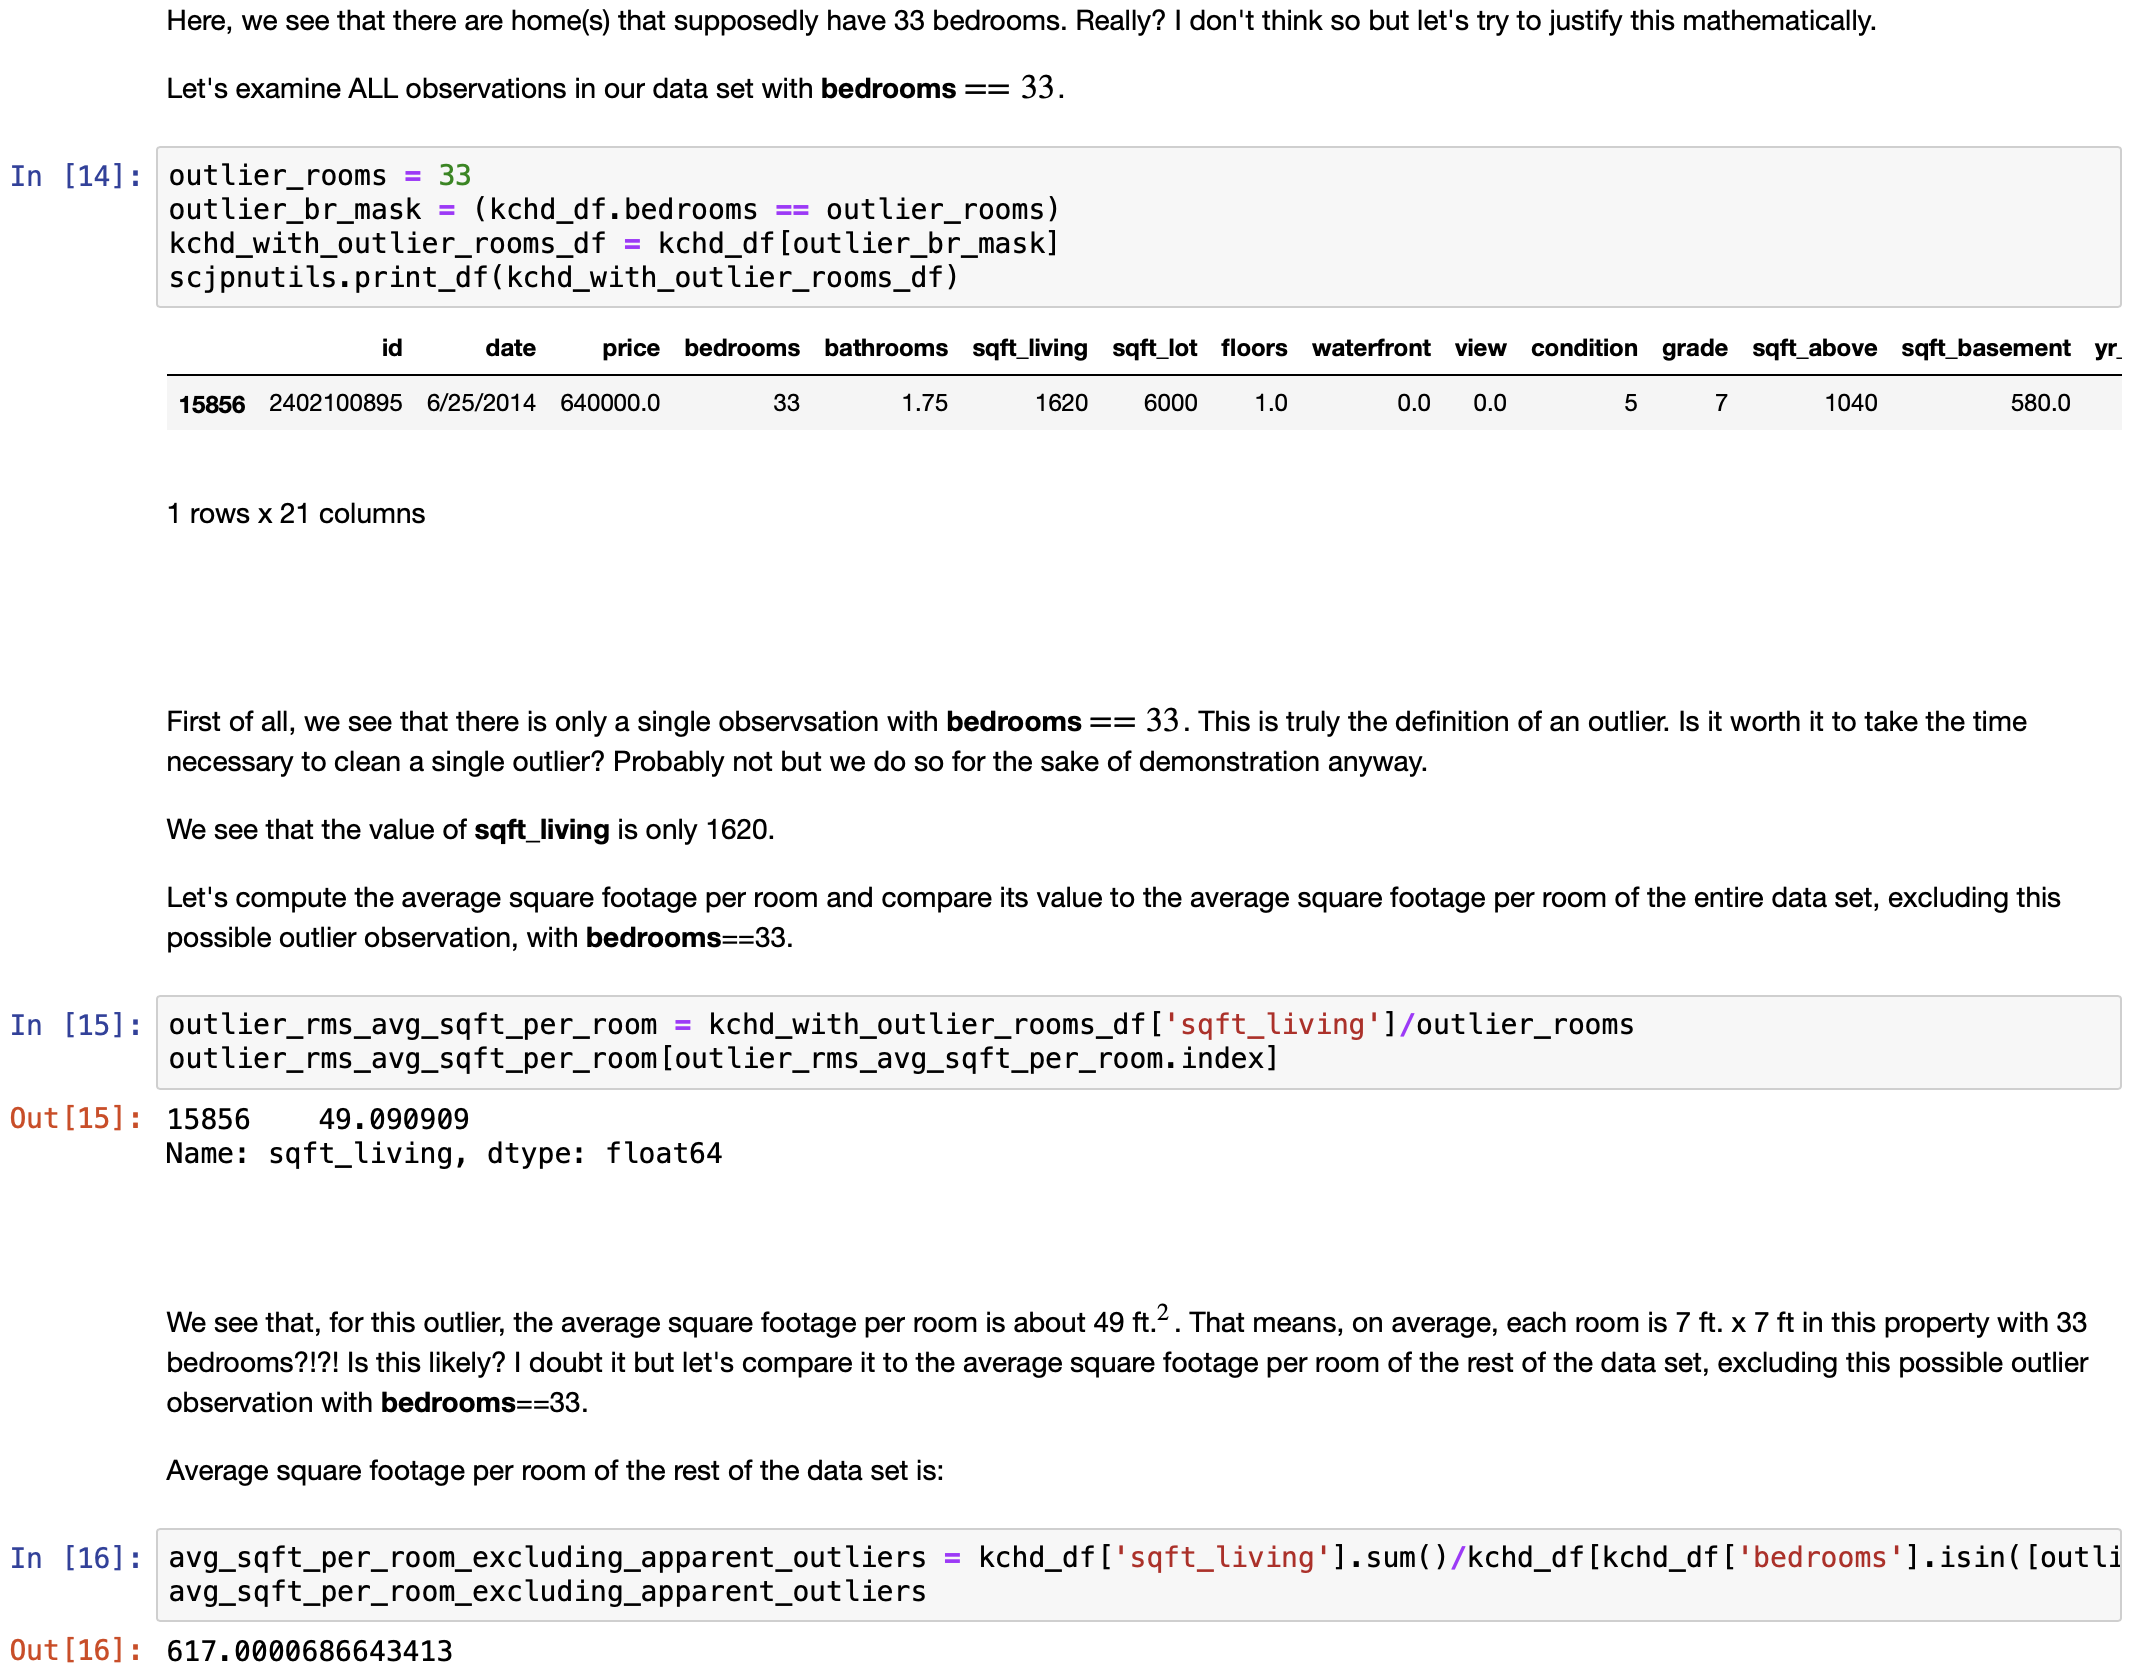 Here, we see that there are home(s) that supposedly have 33 bedrooms. Really? I don't think so but let's try to justify this mathematically.
Let's examine ALL observations in our data set with bedrooms == 33.
In [14]: outlier_rooms = 33
outlier_br_mask = (kchd_df.bedrooms == outlier_rooms)
kchd_with_outlier_rooms_df = kchd_df[outlier_br_mask]
scjpnutils.print_df(kchd_with_outlier_rooms_df)
id date price bedrooms bathrooms sqft_living sqft_lot floors waterfront view condition grade sqft_above sqft_basement yr_
15856 2402100895 6/25/2014 640000.0 33 1.75 1620 6000 1.0 0.0 0.0 5 7 1040 580.0
1 rows x 21 columns
First of all, we see that there is only a single observsation with bedrooms == 33. This is truly the definition of an outlier. Is it worth it to take the time
necessary to clean a single outlier? Probably not but we do so for the sake of demonstration anyway.
We see that the value of sqft_living is only 1620.
Let's compute the average square footage per room and compare its value to the average square footage per room of the entire data set, excluding this
possible outlier observation, with bedrooms==33.
In [15]: outlier_rms_avg_sqft_per_room = kchd_with_outlier_rooms_df['sqft_living']/outlier_rooms
outlier_rms_avg_sqft_per_room[outlier_rms_avg_sqft_per_room.index]
Out[15]: 15856    49.090909
Name: sqft_living, dtype: float64
We see that, for this outlier, the average square footage per room is about 49 ft.². That means, on average, each room is 7 ft. x 7 ft in this property with 33
bedrooms?!?! Is this likely? I doubt it but let's compare it to the average square footage per room of the rest of the data set, excluding this possible outlier
observation with bedrooms==33.
Average square footage per room of the rest of the data set is:
In [16]: avg_sqft_per_room_excluding_apparent_outliers = kchd_df['sqft_living'].sum()/kchd_df[kchd_df['bedrooms'].isin([outli
avg_sqft_per_room_excluding_apparent_outliers
Out[16]: 617.0000686643413